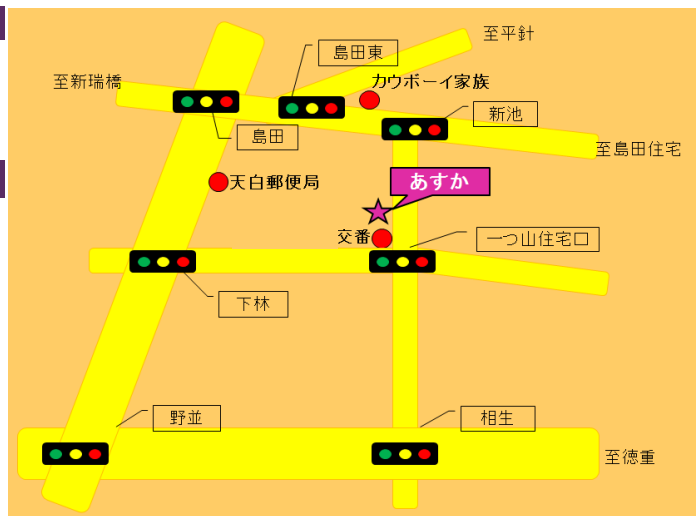 至平針
島田東
至新瑞橋
カウボーイ家族
新池
島田
至島田住宅
天白郵便局
あすか
交番
一つ山住宅口
下林
野並
相生
至徳重